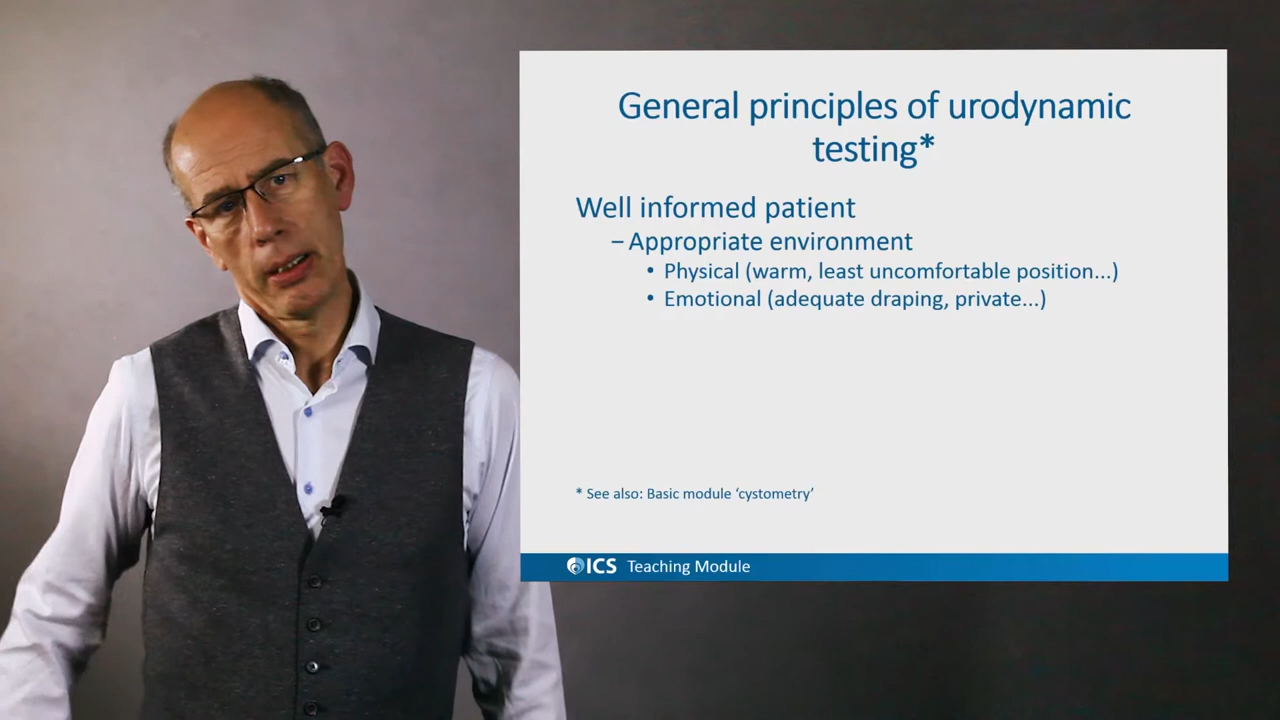 General principles of urodynamic
testing*
Well informed patient
– Appropriate environment
• Physical (warm, least uncomfortable position...)
• Emotional (adequate draping, private...)
* See also: Basic module ‘cystometry’
ICS Teaching Module